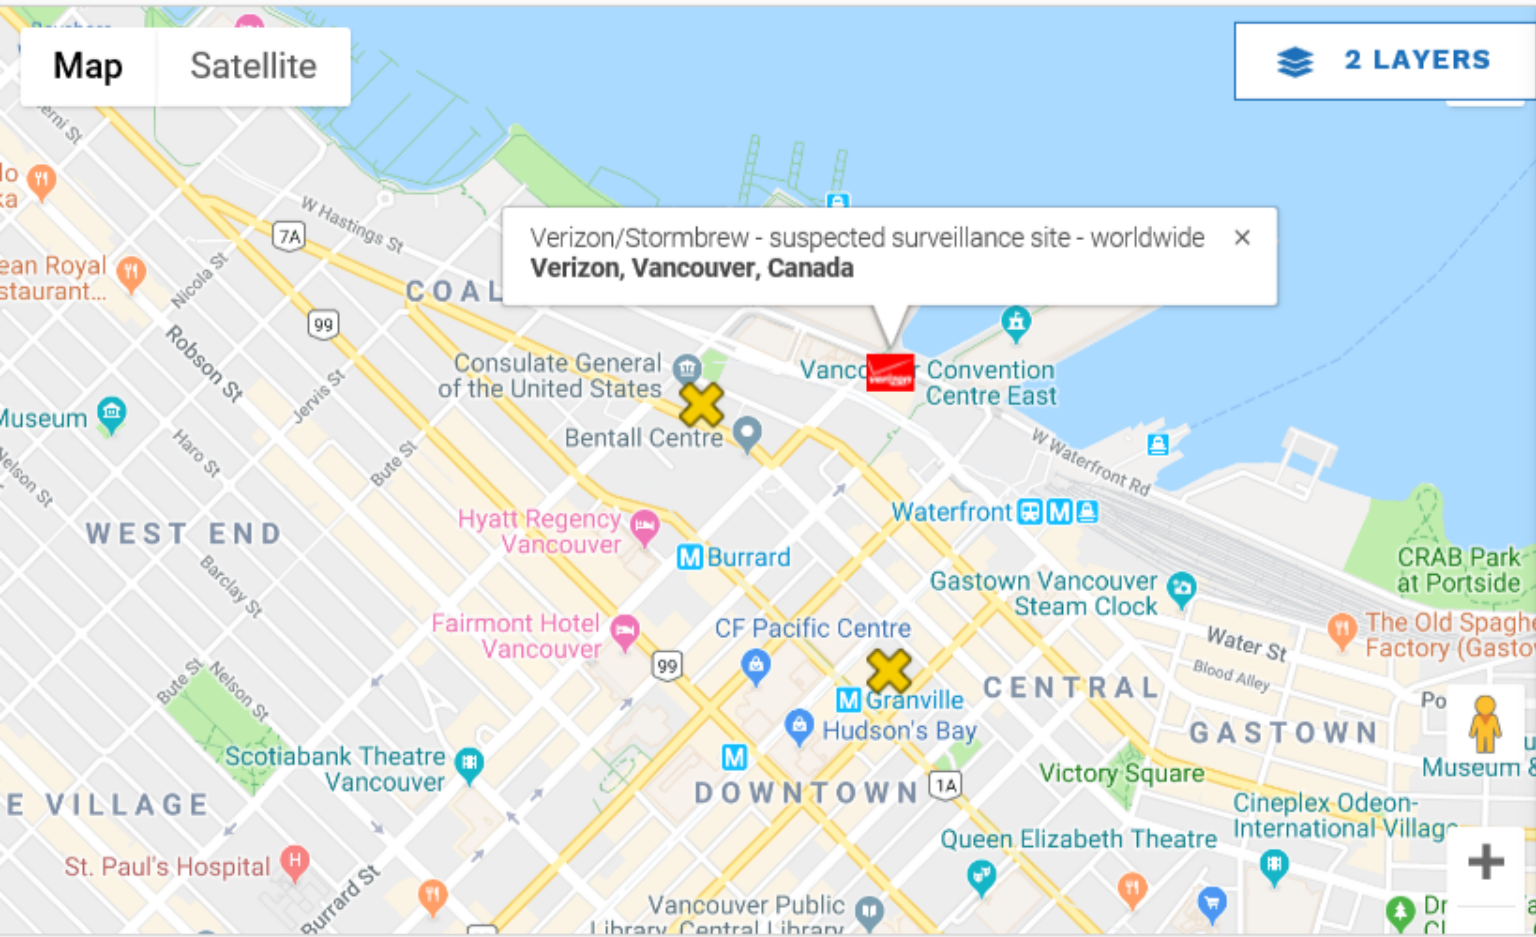 Map
Satellite
2 LAYERS
W Hastings St
7A
Nicola St
99
COAL
Verizon/Stormbrew - suspected surveillance site - worldwide
Verizon, Vancouver, Canada
ean Royal
staurant...
Robson St
Jervis St
Consulate General
of the United States
Bentall Centre
verizon
Convention
Centre East
Museum
Haro St
Nelson St
Bute St
W Waterfront Rd
WEST END
Hyatt Regency
Vancouver
M Burrard
Waterfront
M
CRAB Park
at Portside
Barclay St
Gastown Vancouver
Steam Clock
Fairmont Hotel
Vancouver
CF Pacific Centre
99
Water St
Blood Alley
The Old Spaghe
Factory (Gasto
Bute St
Nelson St
M Granville
Hudson's Bay
CENTRAL
GASTOWN
Po
Scotiabank Theatre
Vancouver
M
DOWNTOWN
1A
Victory Square
Museum &
E VILLAGE
Cineplex Odeon-
International Village
Queen Elizabeth Theatre
St. Paul's Hospital
H
Burrard St
Vancouver Public
Library, Central Library